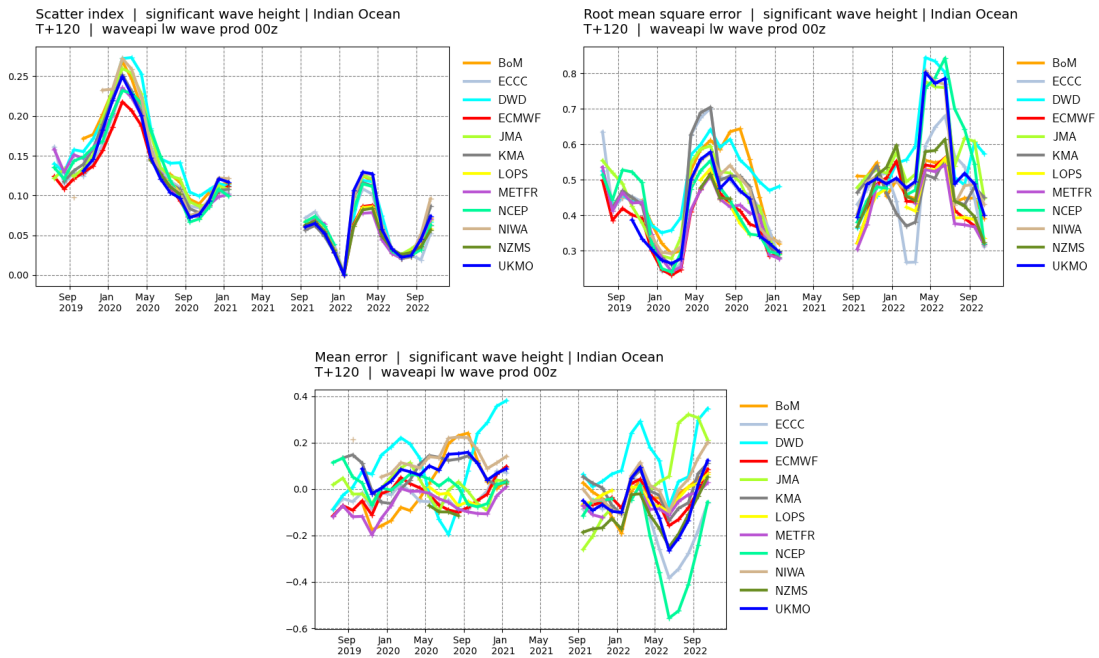 Scatter index | significant wave height | Indian Ocean
T+120 | waveapi lw wave prod 00z
0.25
0.20
0.15
0.10
0.05
0.00
Sep 2019
Jan 2020
May 2020
Sep 2020
Jan 2021
May 2021
Sep 2021
Jan 2022
May 2022
Sep 2022
BoM
ECCC
DWD
ECMWF
JMA
KMA
LOPS
METFR
NCEP
NIWA
NZMS
UKMO
Root mean square error | significant wave height | Indian Ocean
T+120 | waveapi lw wave prod 00z
0.8
0.7
0.6
0.5
0.4
0.3
Sep 2019
Jan 2020
May 2020
Sep 2020
Jan 2021
May 2021
Sep 2021
Jan 2022
May 2022
Sep 2022
BoM
ECCC
DWD
ECMWF
JMA
KMA
LOPS
METFR
NCEP
NIWA
NZMS
UKMO
Mean error | significant wave height | Indian Ocean
T+120 | waveapi lw wave prod 00z
0.4
0.2
0.0
−0.2
−0.4
−0.6
Sep 2019
Jan 2020
May 2020
Sep 2020
Jan 2021
May 2021
Sep 2021
Jan 2022
May 2022
Sep 2022
BoM
ECCC
DWD
ECMWF
JMA
KMA
LOPS
METFR
NCEP
NIWA
NZMS
UKMO